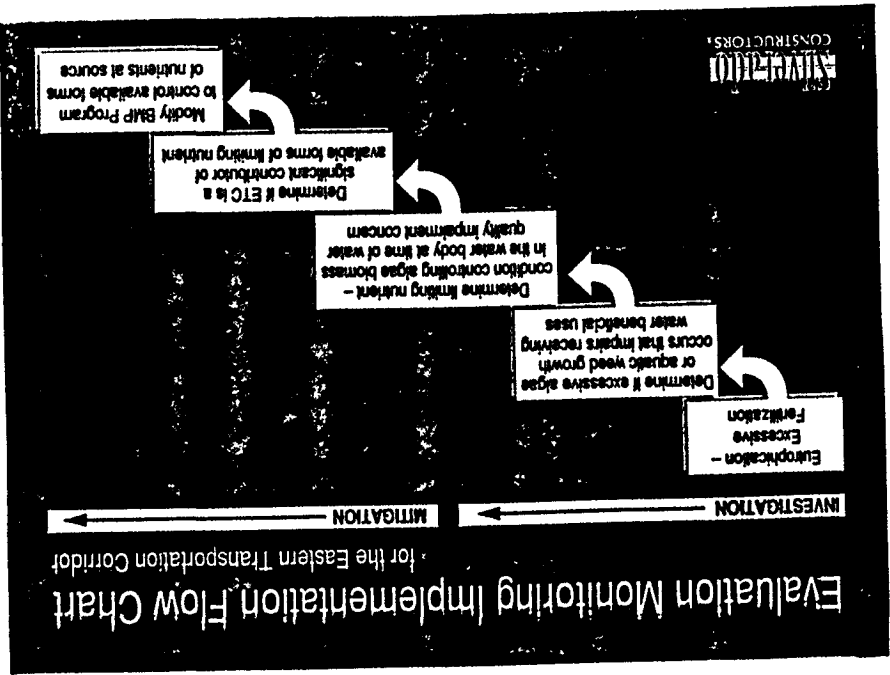 Evaluation Monitoring Implementation Flow Chart
for the Eastern Transportation Corridor
INVESTIGATION
MITIGATION
Eutrophication –
Excessive
Fertilization
Determine if excessive algae
or aquatic weed growth
occurs that impairs receiving
water beneficial uses
Determine limiting nutrient –
condition controlling algae biomass
in the water body at time of water
quality impairment concern
Determine if ETC is a
significant contributor of
available forms of limiting nutrient
Modify BMP Program
to control available forms
of nutrients at source
Silverado
CONSTRUCTORS